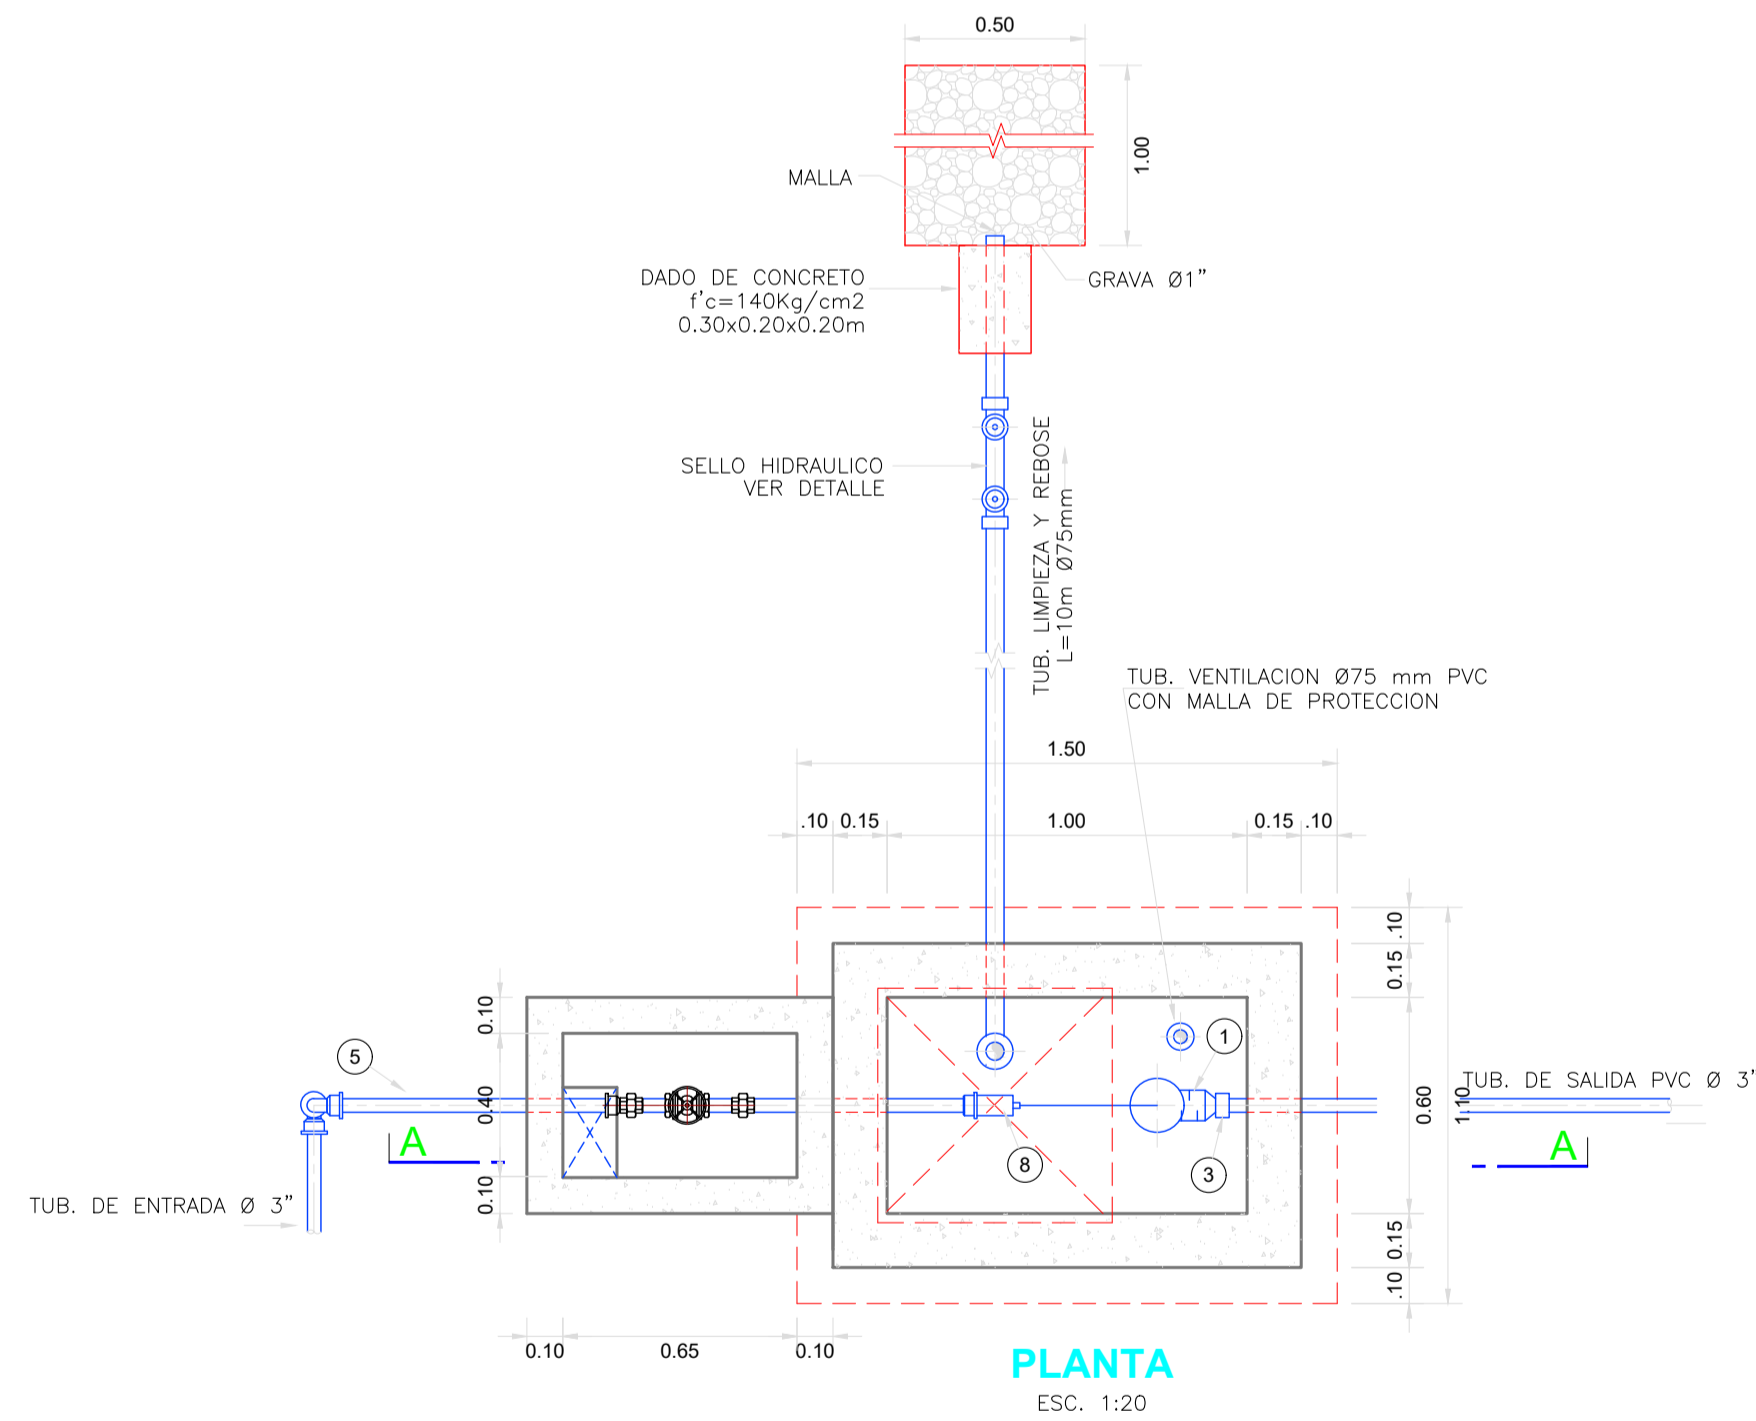 0.50
1.00
MALLA
DADO DE CONCRETO
f'c=140Kg/cm2
0.30x0.20x0.20m
GRAVA Ø1"
SELLO HIDRAULICO
VER DETALLE
TUB. LIMPIEZA Y REBOSE
L=10m Ø75mm
TUB. VENTILACION Ø75 mm PVC
CON MALLA DE PROTECCION
1.50
.10 0.15 1.00 0.15 .10
.10
0.15
0.60
1.10
0.15
.10
0.10
0.40
0.10
5
1
8
3
TUB. DE SALIDA PVC Ø 3'
A
A
TUB. DE ENTRADA Ø 3"
0.10 0.65 0.10
PLANTA
ESC. 1:20